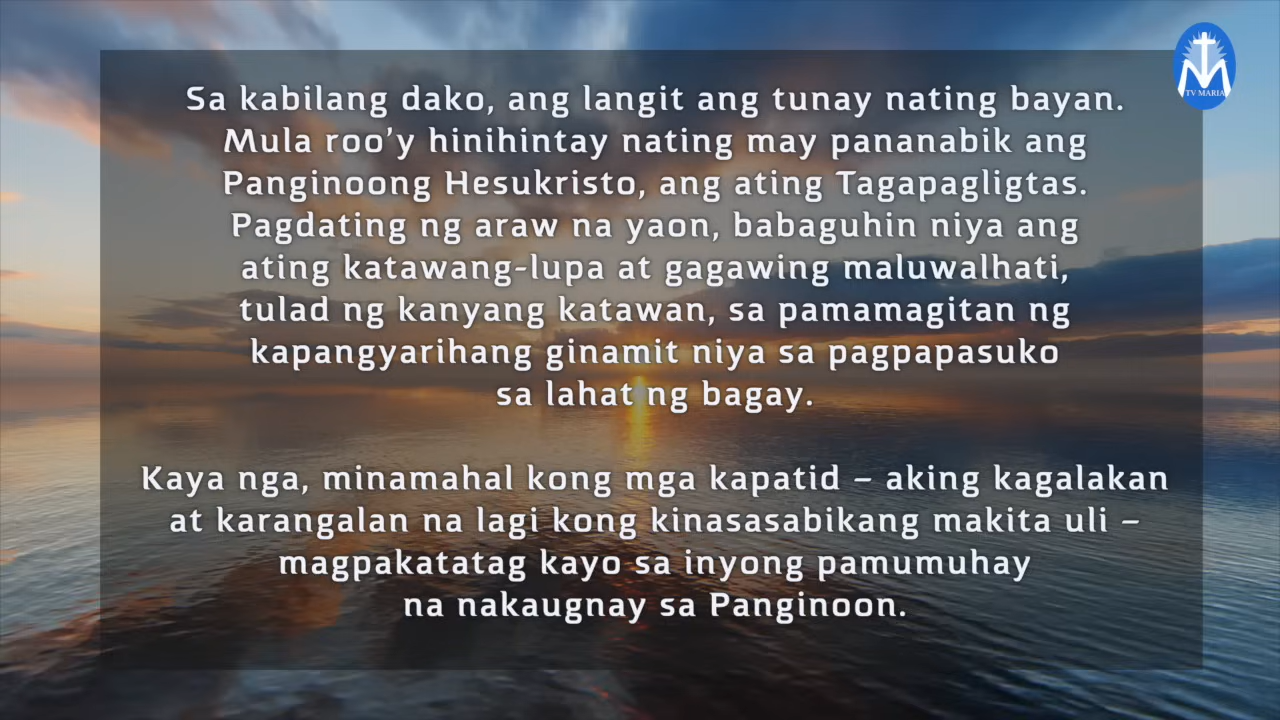 TV MARIA
Sa kabilang dako, ang langit ang tunay nating bayan.
Mula roo’y hinihintay nating may pananabik ang
Panginoong Hesukristo, ang ating Tagapagligtas.
Pagdating ng araw na yaon, babaguhin niya ang
ating katawang-lupa at gagawing maluwalhati,
tulad ng kanyang katawan, sa pamamagitan ng
kapangyarihang ginamit niya sa pagpapasuko
sa lahat ng bagay.
Kaya nga, minamahal kong mga kapatid – aking kagalakan
at karangalan na lagi kong kinasasabikang makita uli –
magpakatatag kayo sa inyong pamumuhay
na nakaugnay sa Panginoon.